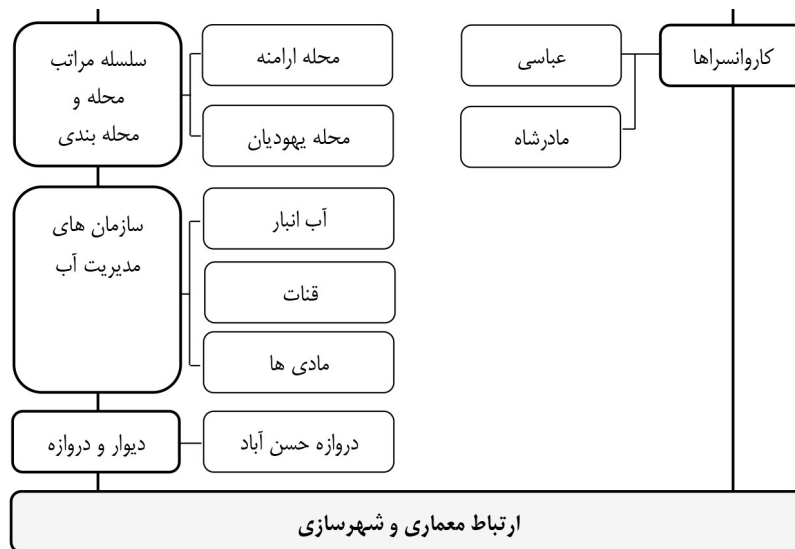 کاروانسراها
عباسی
مادرشاه
سلسله مراتب
محله و
محله بندی
محله ارامنه
محله یهودیان
سازمان های
مدیریت آب
آب انبار
قنات
مادی ها
دیوار و دروازه
دروازه حسن آباد
ارتباط معماری و شهرسازی